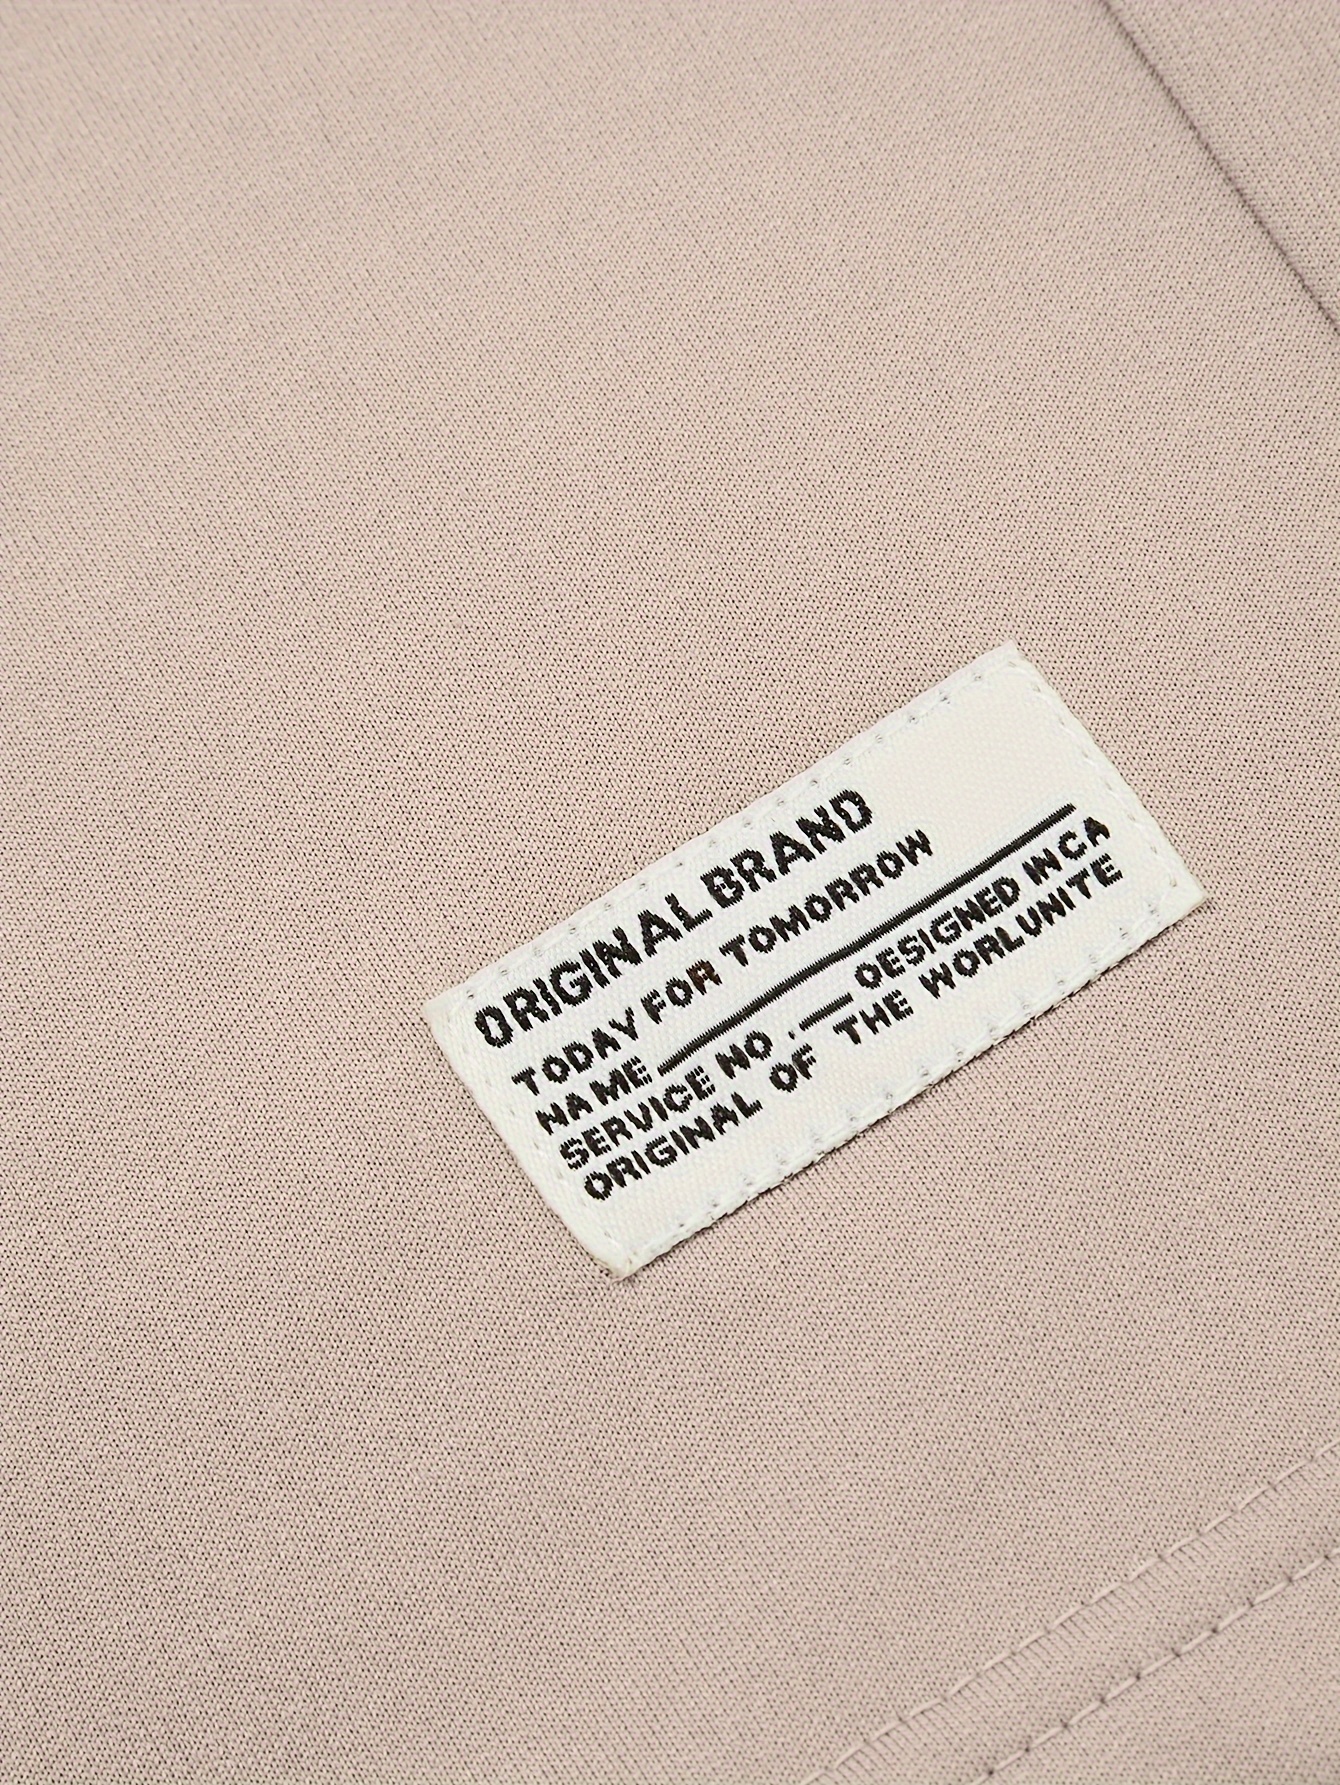 ORIGINAL BRAND
TODAY FOR TOMORROW
NAME
SERVICE NO. — DESIGNED IN CA
ORIGINAL OF THE WORLUNITE